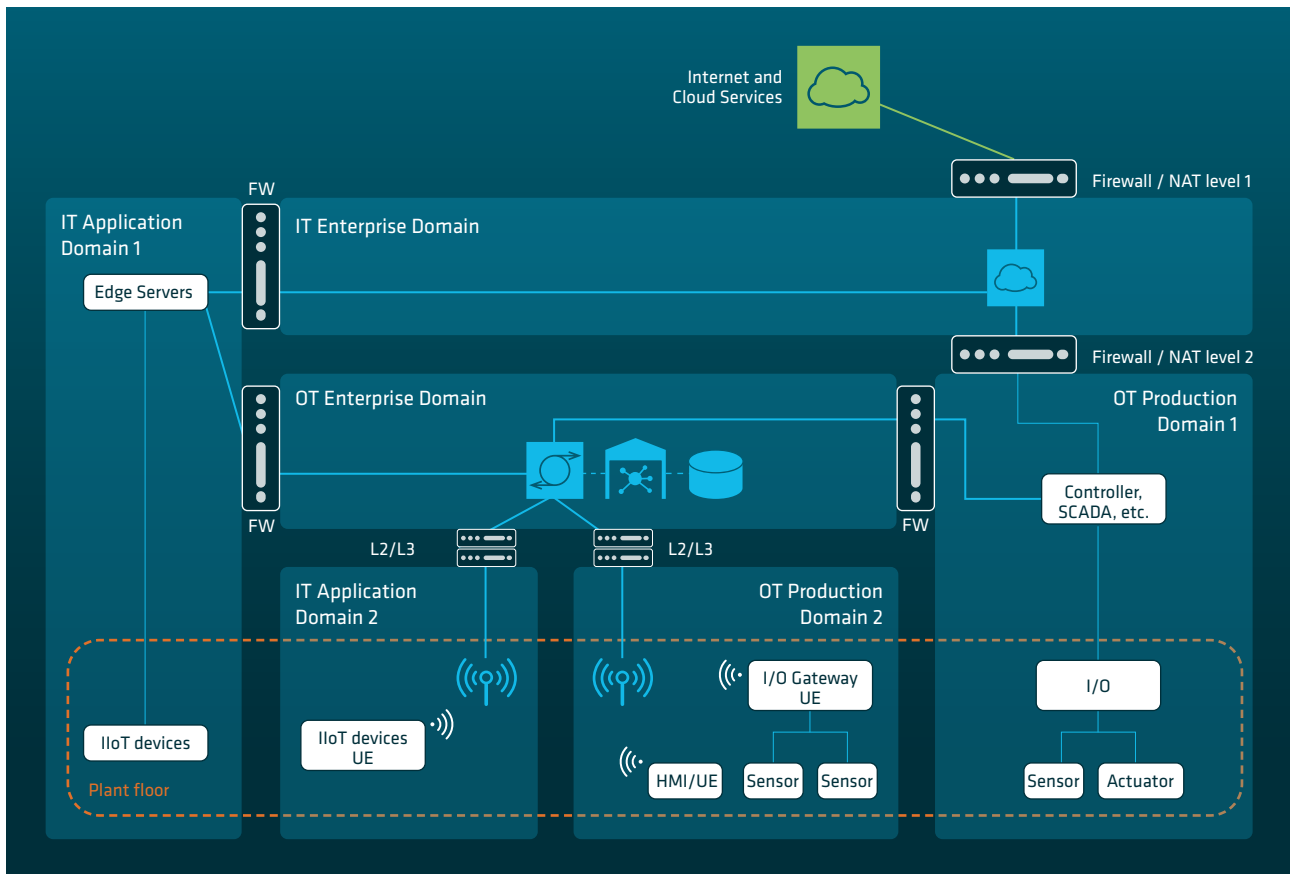 Internet and
Cloud Services
Firewall / NAT level 1
FW
IT Application
Domain 1
IT Enterprise Domain
Edge Servers
Firewall / NAT level 2
OT Enterprise Domain
OT Production
Domain 1
Controller,
SCADA, etc.
FW
FW
L2/L3
L2/L3
IT Application
Domain 2
OT Production
Domain 2
I/O Gateway
UE
I/O
IIoT devices
IIoT devices
UE
HMI/UE
Sensor
Sensor
Sensor
Actuator
Plant floor